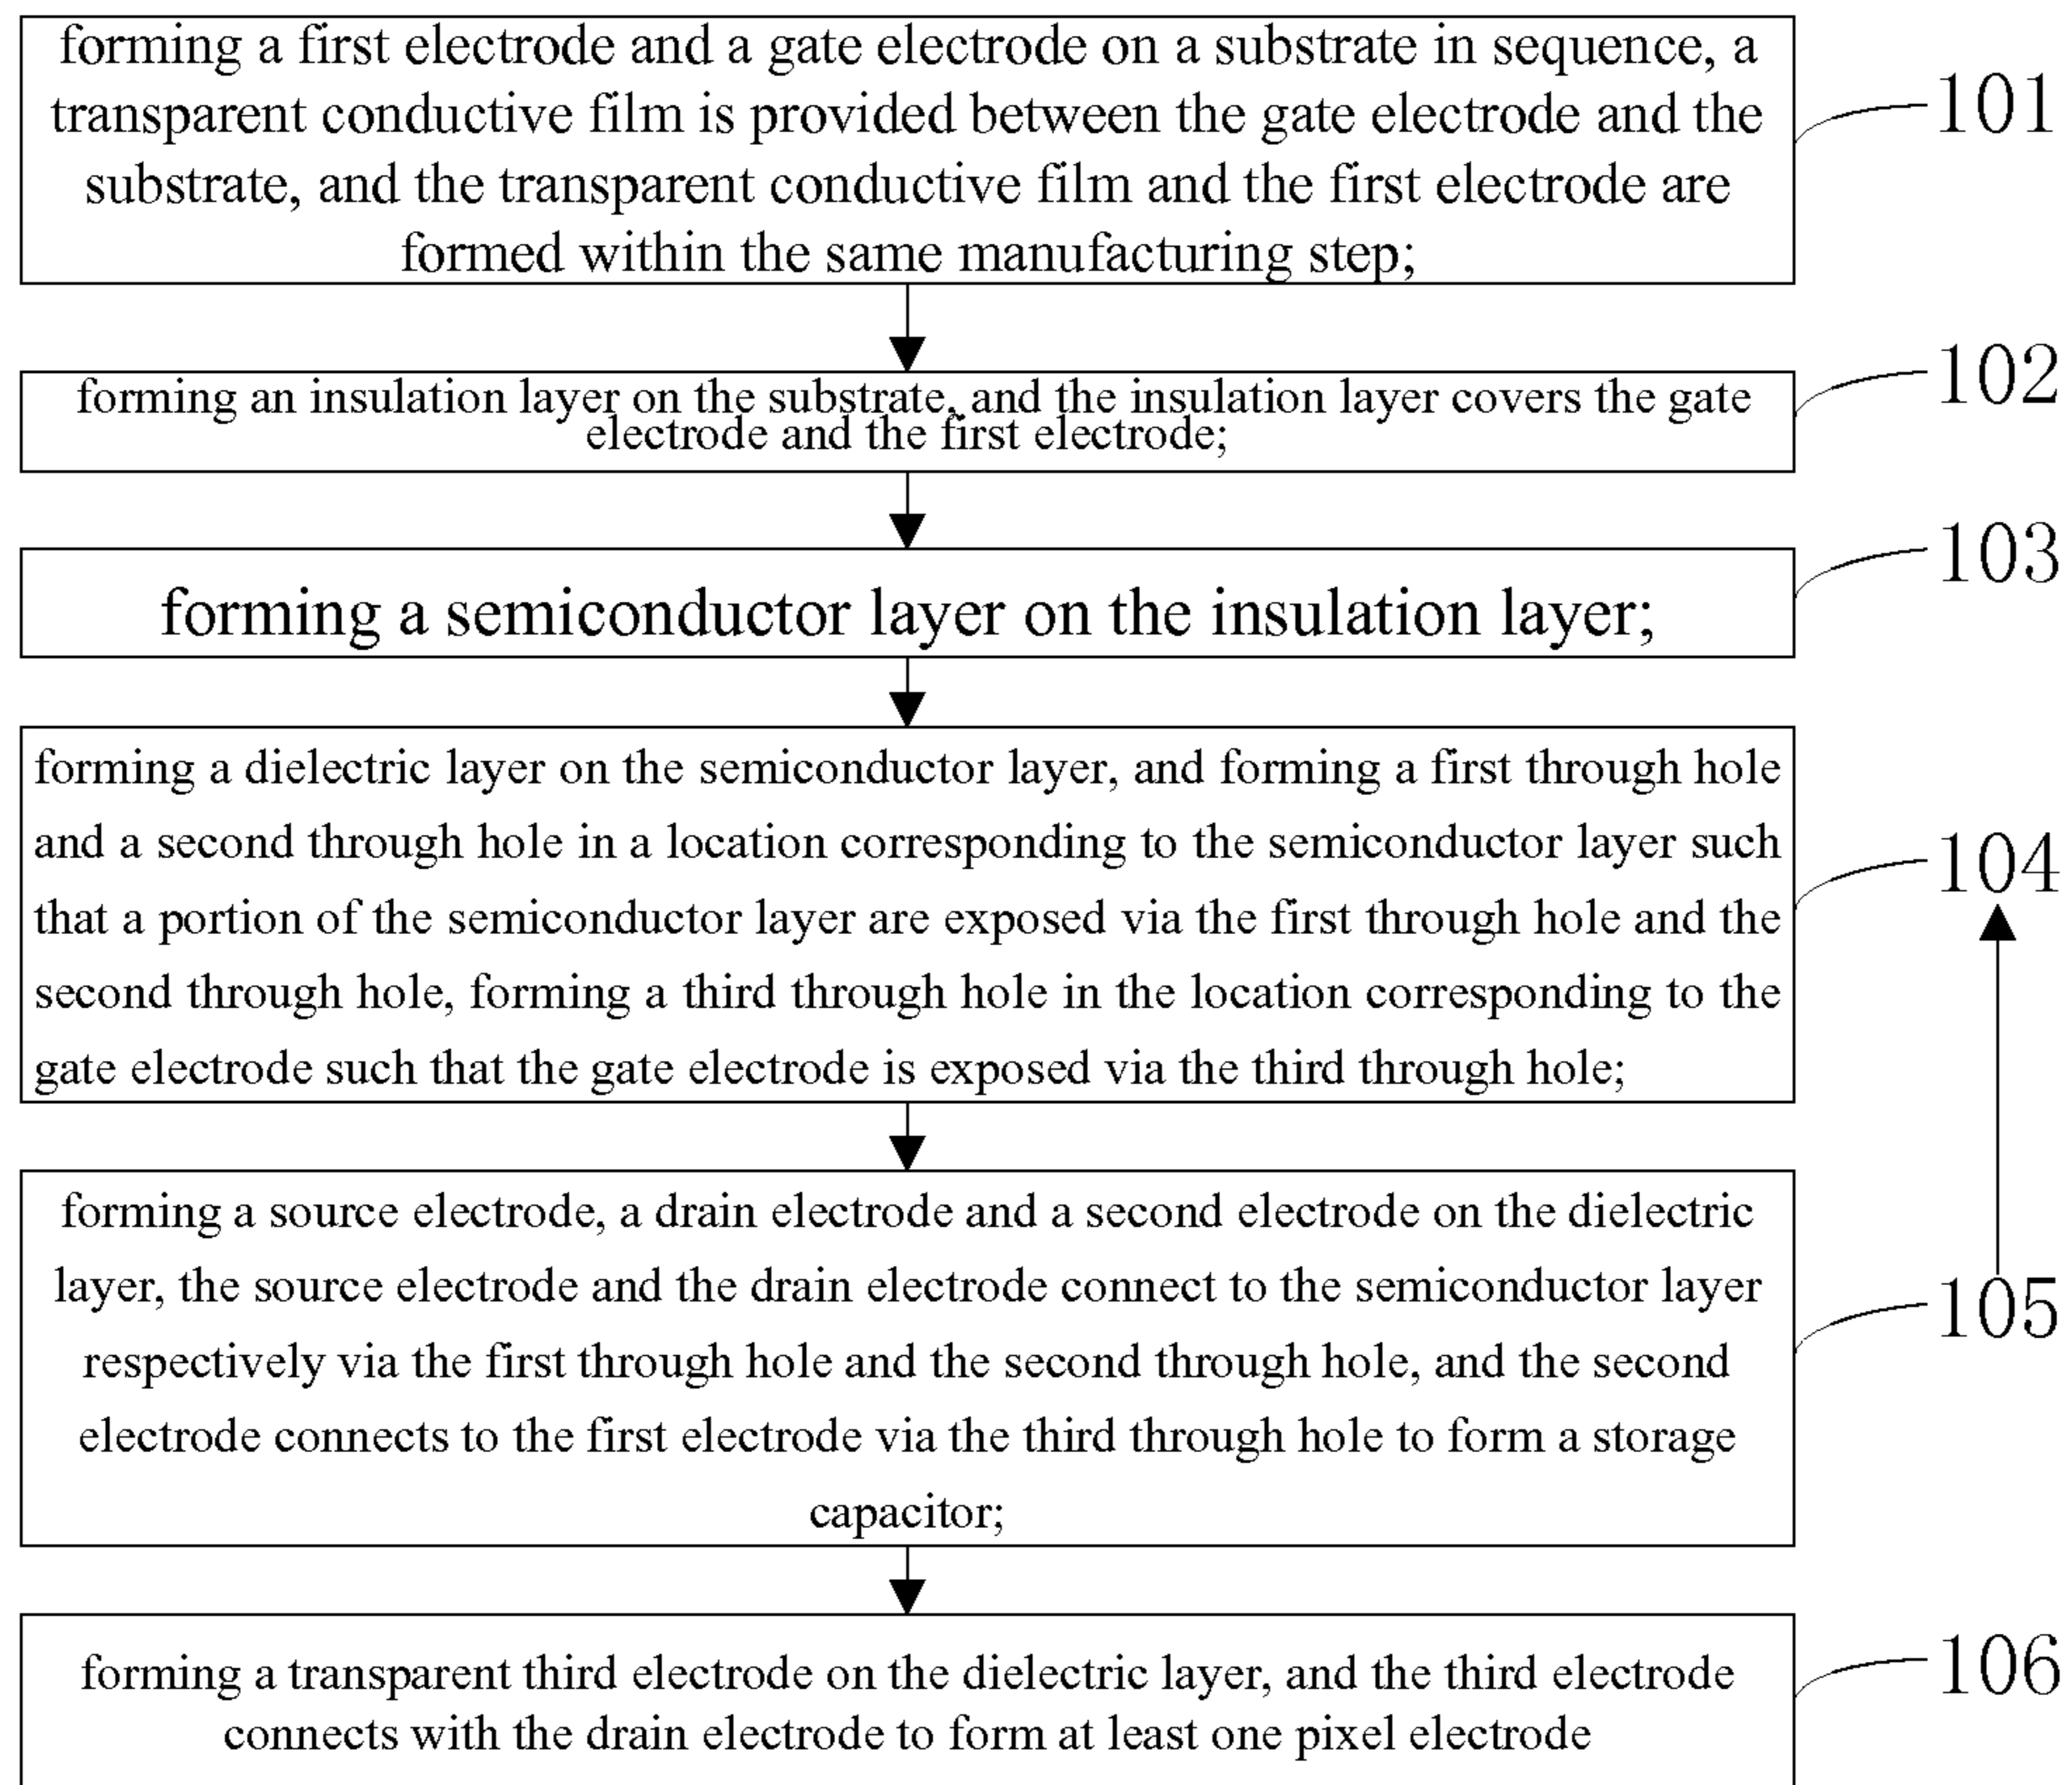 forming a first electrode and a gate electrode on a substrate in sequence, a
transparent conductive film is provided between the gate electrode and the
substrate, and the transparent conductive film and the first electrode are
formed within the same manufacturing step;
101
forming an insulation layer on the substrate, and the insulation layer covers the gate
electrode and the first electrode;
102
forming a semiconductor layer on the insulation layer;
103
forming a dielectric layer on the semiconductor layer, and forming a first through hole
and a second through hole in a location corresponding to the semiconductor layer such
that a portion of the semiconductor layer are exposed via the first through hole and the
second through hole, forming a third through hole in the location corresponding to the
gate electrode such that the gate electrode is exposed via the third through hole;
104
forming a source electrode, a drain electrode and a second electrode on the dielectric
layer, the source electrode and the drain electrode connect to the semiconductor layer
respectively via the first through hole and the second through hole, and the second
electrode connects to the first electrode via the third through hole to form a storage
capacitor;
105
forming a transparent third electrode on the dielectric layer, and the third electrode
connects with the drain electrode to form at least one pixel electrode
106